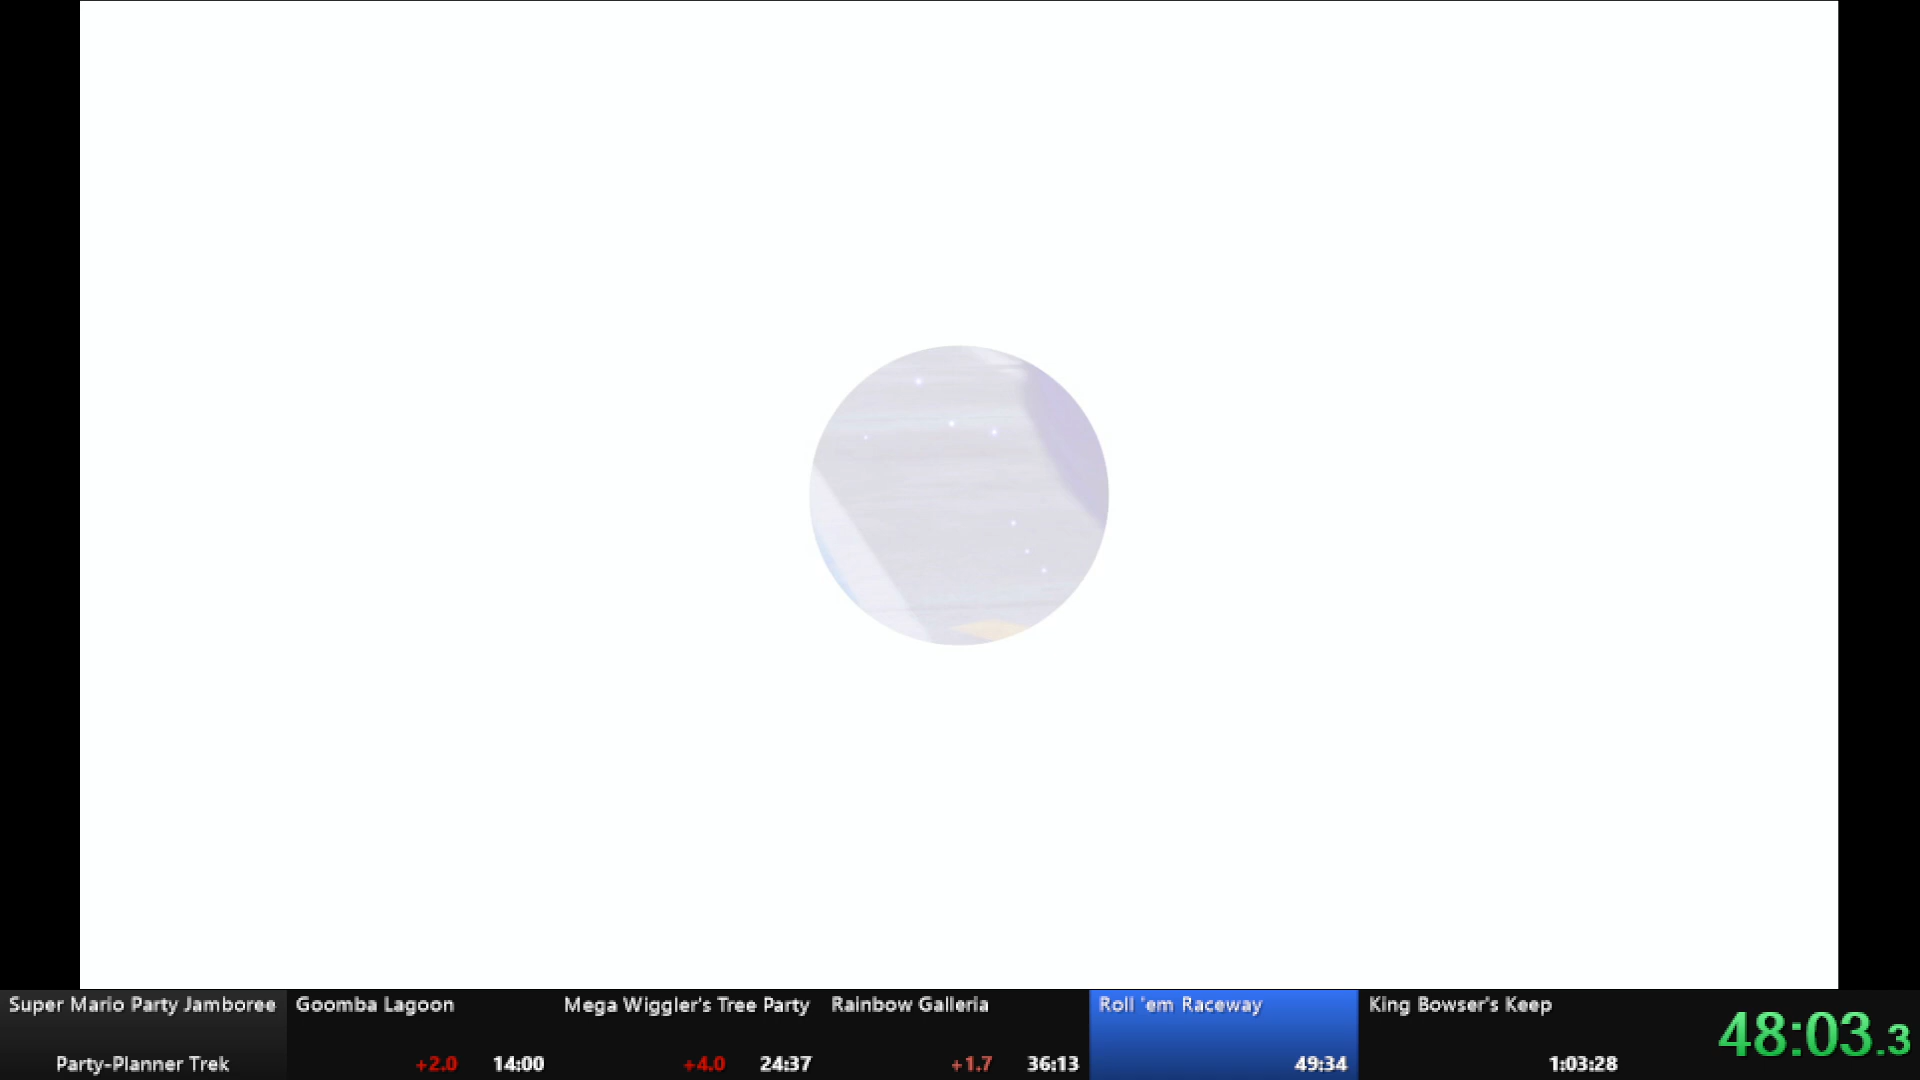 Super Mario Party Jamboree
Party-Planner Trek
Goomba Lagoon
+2.0 14:00
Mega Wiggler's Tree Party
+4.0 24:37
Rainbow Galleria
+1.7 36:13
Roll 'em Raceway
49:34
King Bowser's Keep
1:03:28
48:03.3